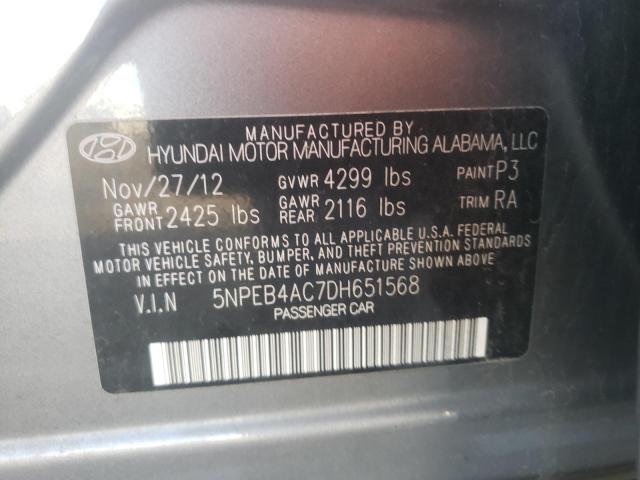 MANUFACTURED BY
HYUNDAI MOTOR MANUFACTURING ALABAMA, LLC
Nov/27/12 GVWR 4299 lbs PAINT P3
GAWR FRONT 2425 lbs GAWR REAR 2116 lbs TRIM RA
THIS VEHICLE CONFORMS TO ALL APPLICABLE U.S.A. FEDERAL
MOTOR VEHICLE SAFETY, BUMPER, AND THEFT PREVENTION STANDARDS
IN EFFECT ON THE DATE OF MANUFACTURE SHOWN ABOVE.
V.I.N 5NPEB4AC7DH651568
PASSENGER CAR